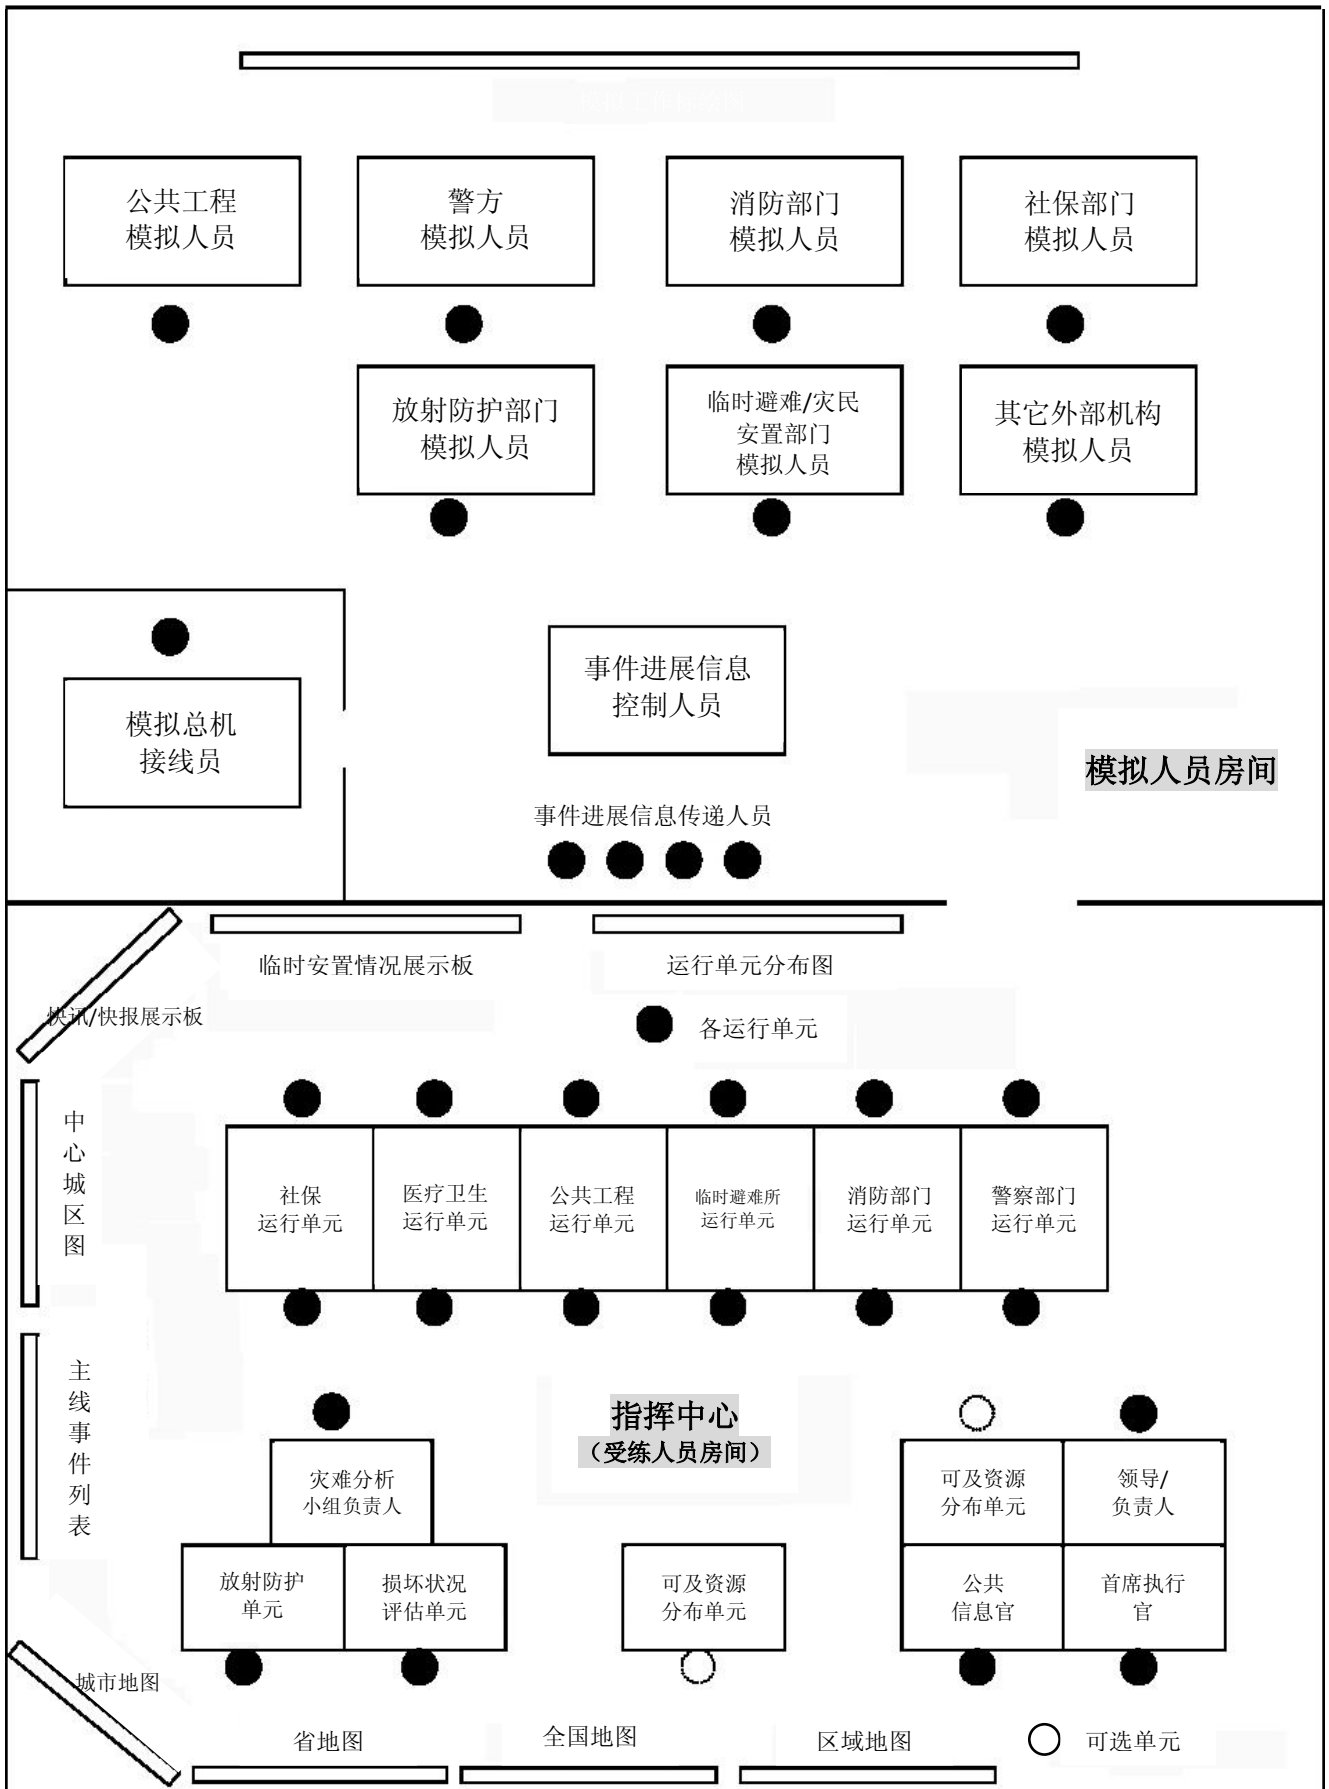 公共工程
模拟人员
警方
模拟人员
消防部门
模拟人员
社保部门
模拟人员
放射防护部门
模拟人员
临时避难/灾民
安置部门
模拟人员
其它外部机构
模拟人员
模拟总机
接线员
事件进展信息
控制人员
模拟人员房间
事件进展信息传递人员
临时安置情况展示板
运行单元分布图
快讯/快报展示板
各运行单元
中心城区图
社保
运行单元
医疗卫生
运行单元
公共工程
运行单元
临时避难所
运行单元
消防部门
运行单元
警察部门
运行单元
主线事件列表
指挥中心
（受练人员房间）
灾难分析
小组负责人
放射防护
单元
损坏状况
评估单元
可及资源
分布单元
可及资源
分布单元
领导/
负责人
公共
信息官
首席执行
官
城市地图
省地图
全国地图
区域地图
可选单元